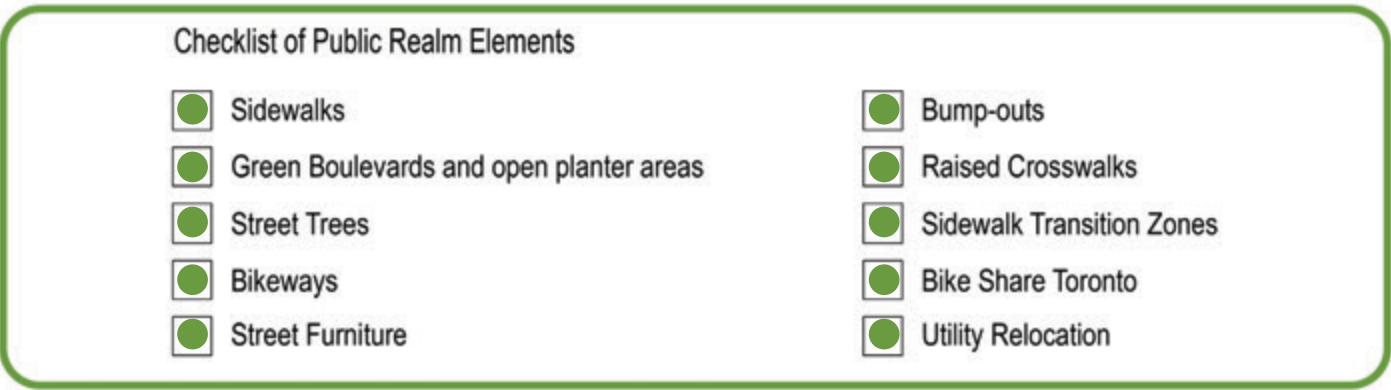 Checklist of Public Realm Elements
Sidewalks
Green Boulevards and open planter areas
Street Trees
Bikeways
Street Furniture
Bump-outs
Raised Crosswalks
Sidewalk Transition Zones
Bike Share Toronto
Utility Relocation